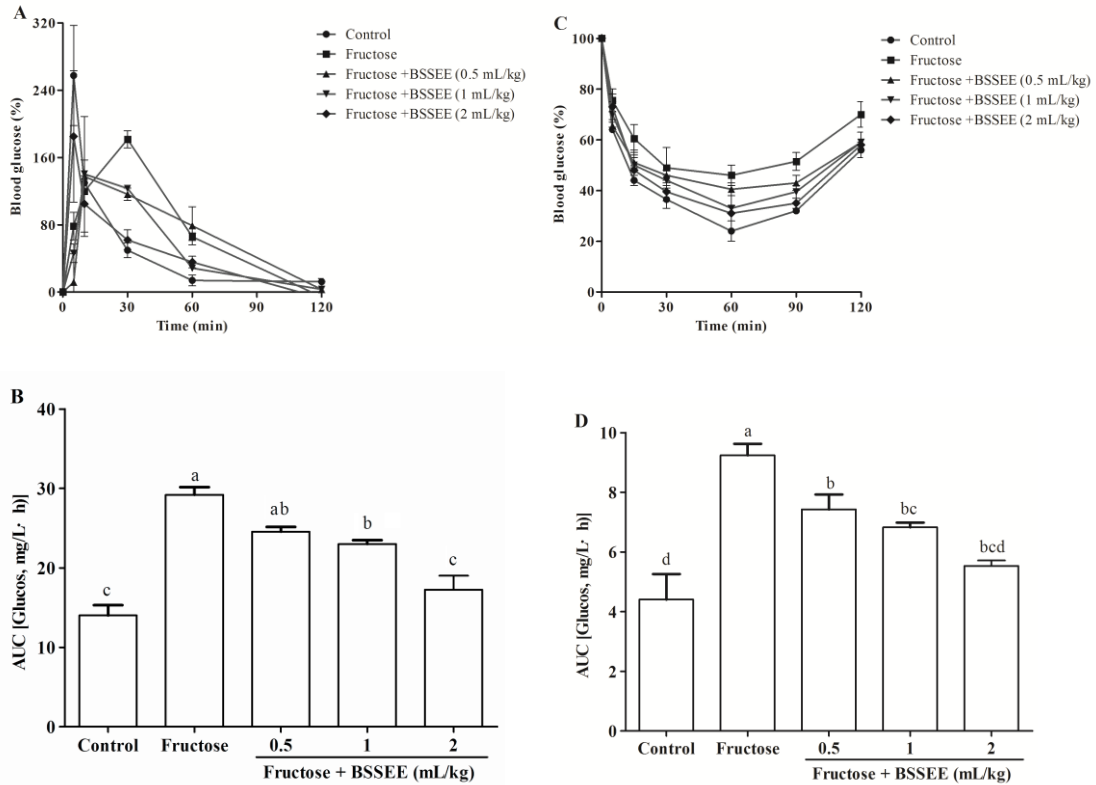 A
320
240
160
80
0
Blood glucose (%)
0 30 60 90 120
Time (min)
Control
Fructose
Fructose +BSSEE (0.5 mL/kg)
Fructose +BSSEE (1 mL/kg)
Fructose +BSSEE (2 mL/kg)
C
100
80
60
40
20
0
Blood glucose (%)
0 30 60 90 120
Time (min)
Control
Fructose
Fructose +BSSEE (0.5 mL/kg)
Fructose +BSSEE (1 mL/kg)
Fructose +BSSEE (2 mL/kg)
B
40
30
20
10
0
AUC [Glucos, mg/L· h)]
c a ab b c
Control Fructose 0.5 1 2
Fructose + BSSEE (mL/kg)
D
10
8
6
4
2
0
AUC [Glucos, mg/L· h)]
d a b bc bcd
Control Fructose 0.5 1 2
Fructose + BSSEE (mL/kg)